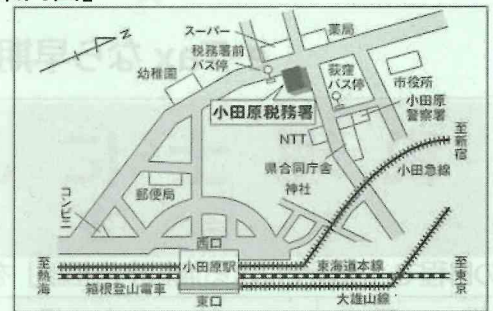 なら早期
N
スーパー
薬局
税務署前
バス停
幼稚園
荻窪
バス停
市役所
小田原税務署
小田原
警察署
NTT
至新宿
県合同庁舎
小田急線
神社
コンビニ
郵便局
西口
至熱海
小田原駅
東海道本線
至東京
箱根登山電車
東口
大雄山線